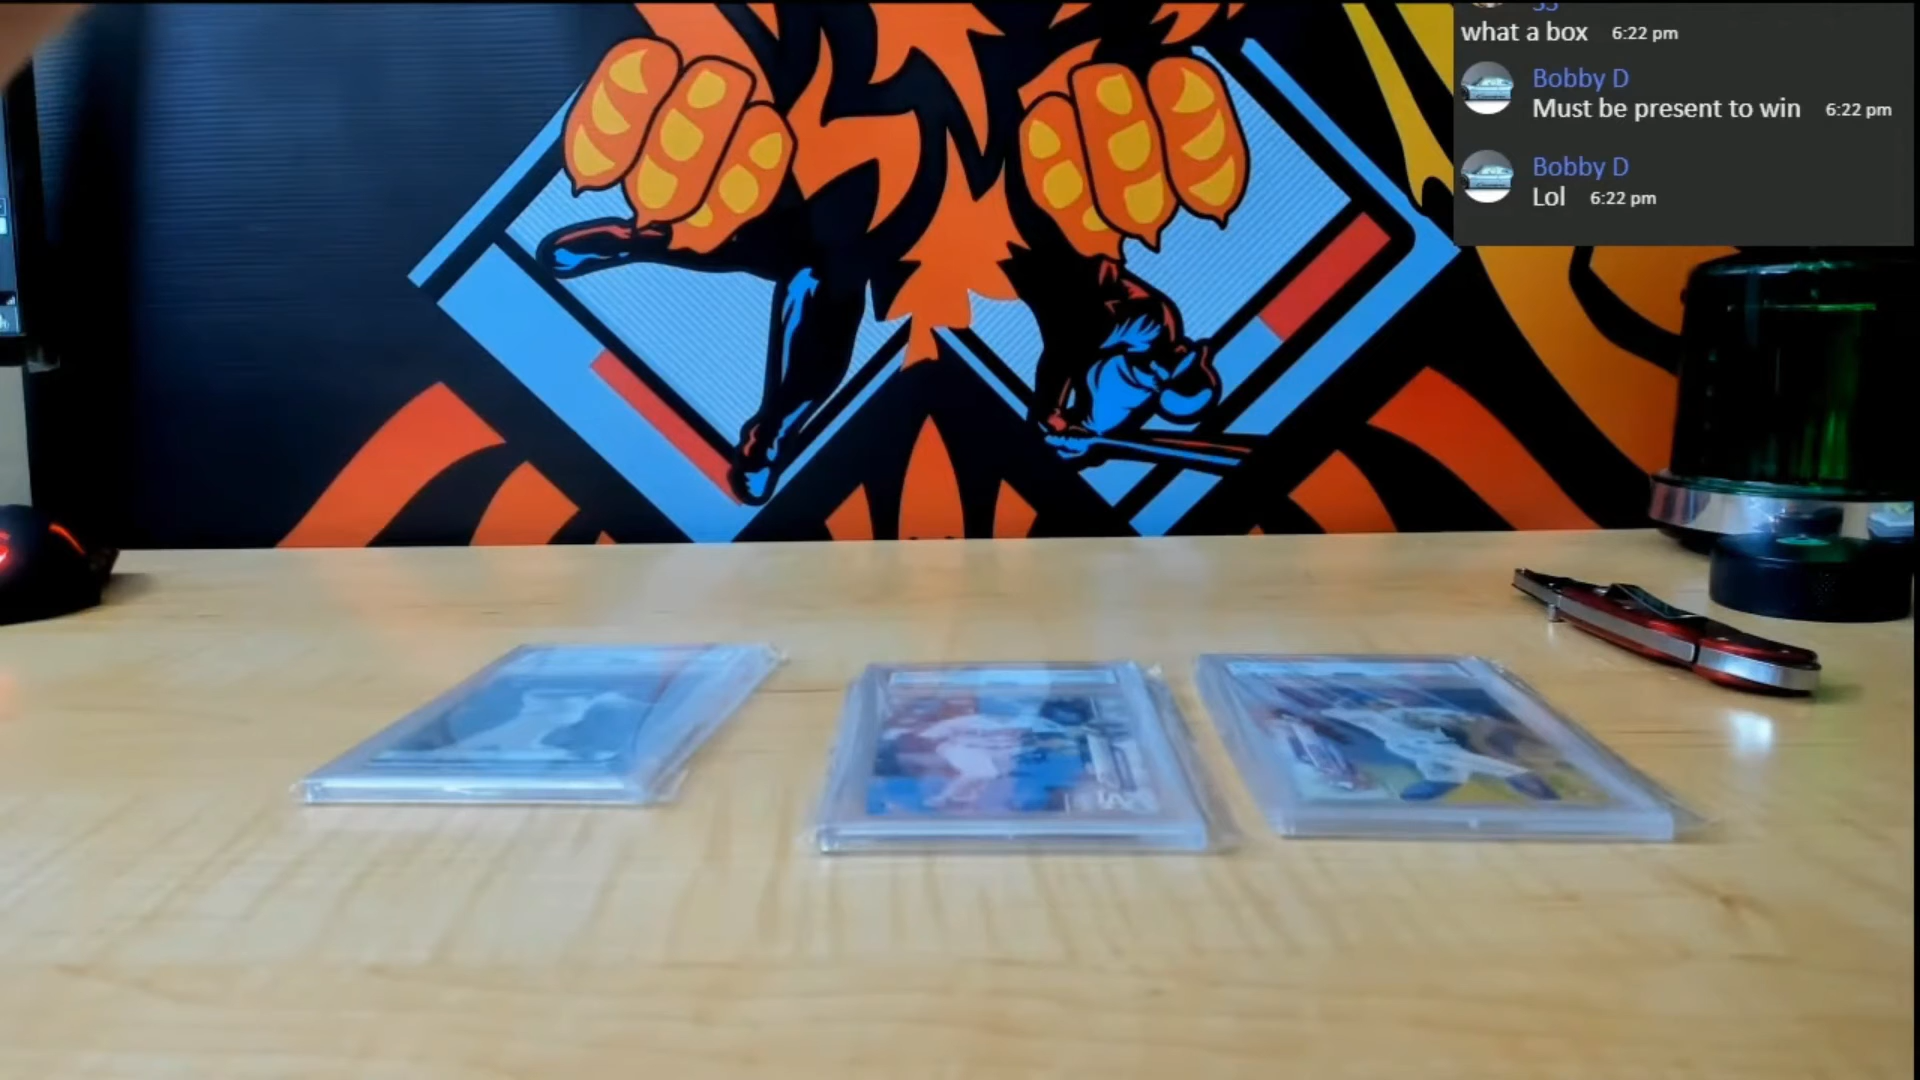 what a box 6:22 pm
Bobby D
Must be present to win 6:22 pm
Bobby D
Lol 6:22 pm